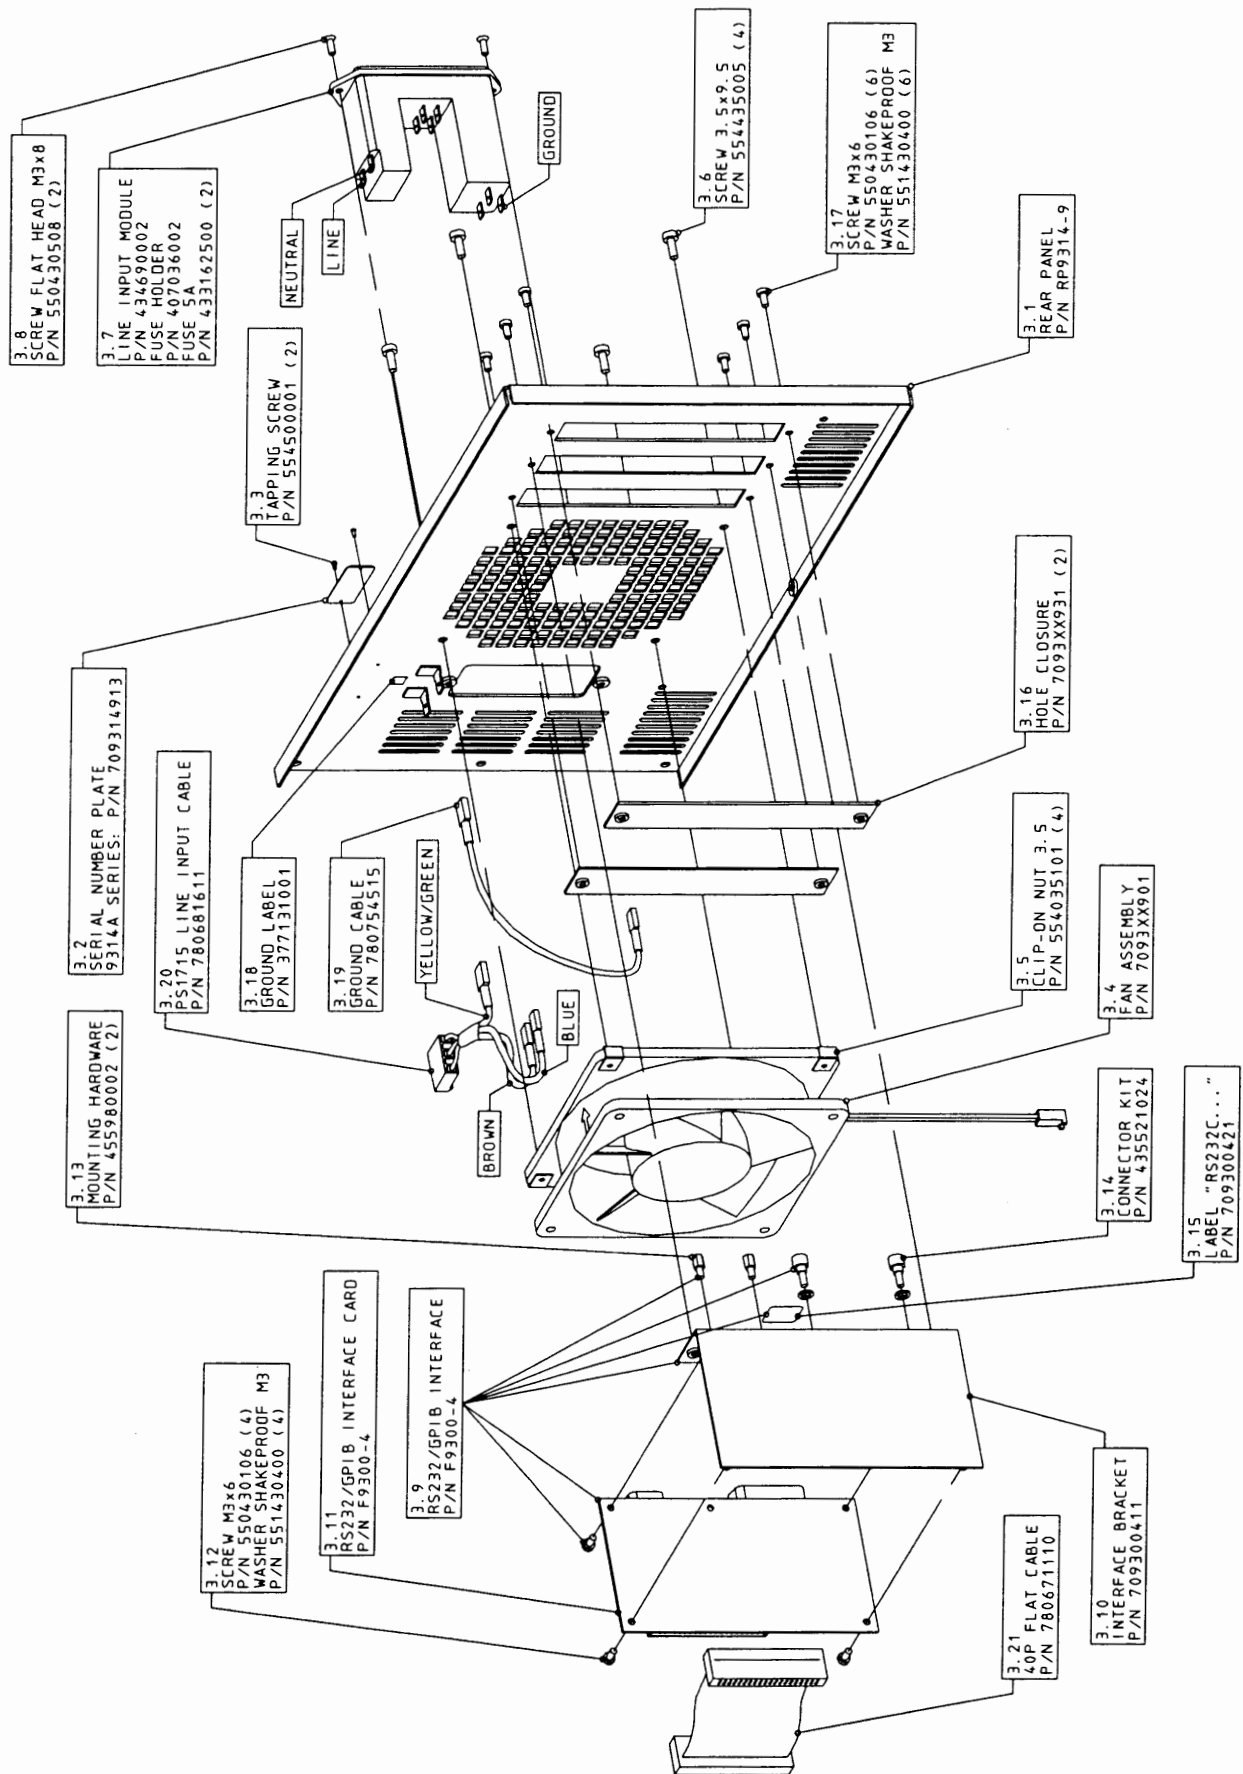 3.8
SCREW FLAT HEAD M3x8
P/N 550430508 (2)
3.7
LINE INPUT MODULE
P/N 434690002
FUSE HOLDER
P/N 407036002
FUSE 5A
P/N 433162500 (2)
NEUTRAL
LINE
GROUND
3.6
SCREW 3.5x9.5
P/N 554435005 (4)
3.17
SCREW M3x6
P/N 550430106 (6)
WASHER SHAKEPROOF M3
P/N 551430400 (6)
3.3
TAPPING SCREW
P/N 554500001 (2)
3.1
REAR PANEL
P/N RP9314-9
3.2
SERIAL NUMBER PLATE
9314A SERIES: P/N 709314913
3.20
PS1715 LINE INPUT CABLE
P/N 780681611
3.18
GROUND LABEL
P/N 377131001
3.19
GROUND CABLE
P/N 780754515
YELLOW/GREEN
BROWN
BLUE
3.16
HOLE CLOSURE
P/N 7093XX931 (2)
3.5
CLIP-ON NUT 3.5
P/N 554035101 (4)
3.4
FAN ASSEMBLY
P/N 7093XX901
3.13
MOUNTING HARDWARE
P/N 455980002 (2)
3.14
CONNECTOR KIT
P/N 435521024
3.15
LABEL "RS232C..."
P/N 709300421
3.12
SCREW M3x6
P/N 550430106 (4)
WASHER SHAKEPROOF M3
P/N 551430400 (4)
3.11
RS232/GPIB INTERFACE CARD
P/N F9300-4
3.9
RS232/GPIB INTERFACE
P/N F9300-4
3.10
INTERFACE BRACKET
P/N 709300411
3.21
40P FLAT CABLE
P/N 780671110